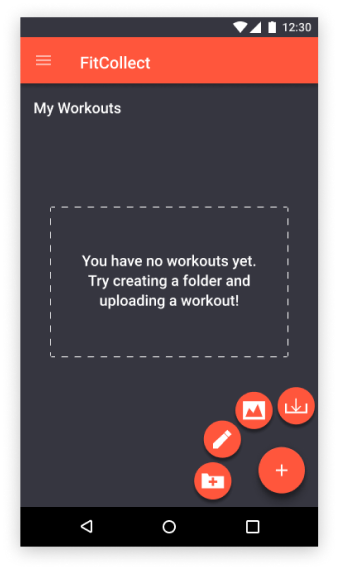 12:30
FitCollect
My Workouts
You have no workouts yet.
Try creating a folder and
uploading a workout!